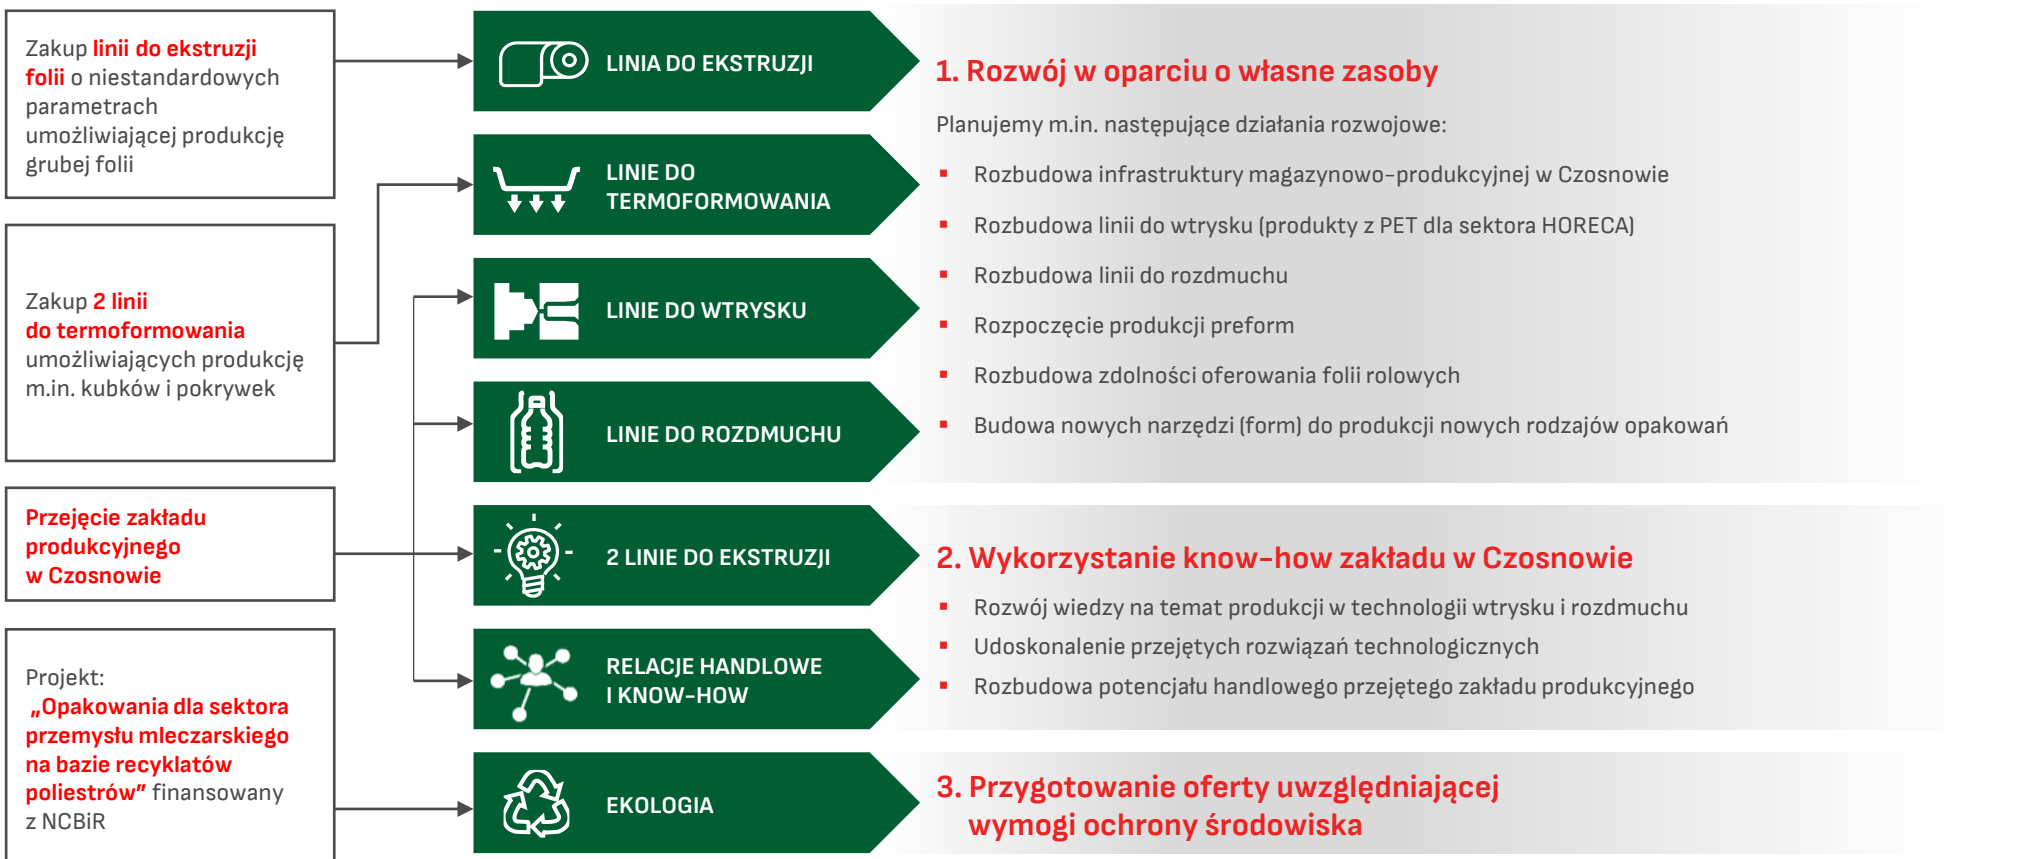 Zakup linii do ekstruzji
folii o niestandardowych
parametrach
umożliwiającej produkcję
grubej folii
Zakup 2 linii
do termoformowania
umożliwiających produkcję
m.in. kubków i pokrywek
Przejęcie zakładu
produkcyjnego
w Czosnowie
Projekt:
„Opakowania dla sektora
przemysłu mleczarskiego
na bazie recyklatów
poliestrów” finansowany
z NCBiR
LINIA DO EKSTRUZJI
LINIE DO
TERMOFORMOWANIA
LINIE DO WTRYSKU
LINIE DO ROZDMUCHU
2 LINIE DO EKSTRUZJI
RELACJE HANDLOWE
I KNOW-HOW
EKOLOGIA
1. Rozwój w oparciu o własne zasoby
Planujemy m.in. następujące działania rozwojowe:
▪ Rozbudowa infrastruktury magazynowo-produkcyjnej w Czosnowie
▪ Rozbudowa linii do wtrysku (produkty z PET dla sektora HORECA)
▪ Rozbudowa linii do rozdmuchu
▪ Rozpoczęcie produkcji preform
▪ Rozbudowa zdolności oferowania folii rolowych
▪ Budowa nowych narzędzi (form) do produkcji nowych rodzajów opakowań
2. Wykorzystanie know-how zakładu w Czosnowie
▪ Rozwój wiedzy na temat produkcji w technologii wtrysku i rozdmuchu
▪ Udoskonalenie przejętych rozwiązań technologicznych
▪ Rozbudowa potencjału handlowego przejętego zakładu produkcyjnego
3. Przygotowanie oferty uwzględniającej
wymogi ochrony środowiska